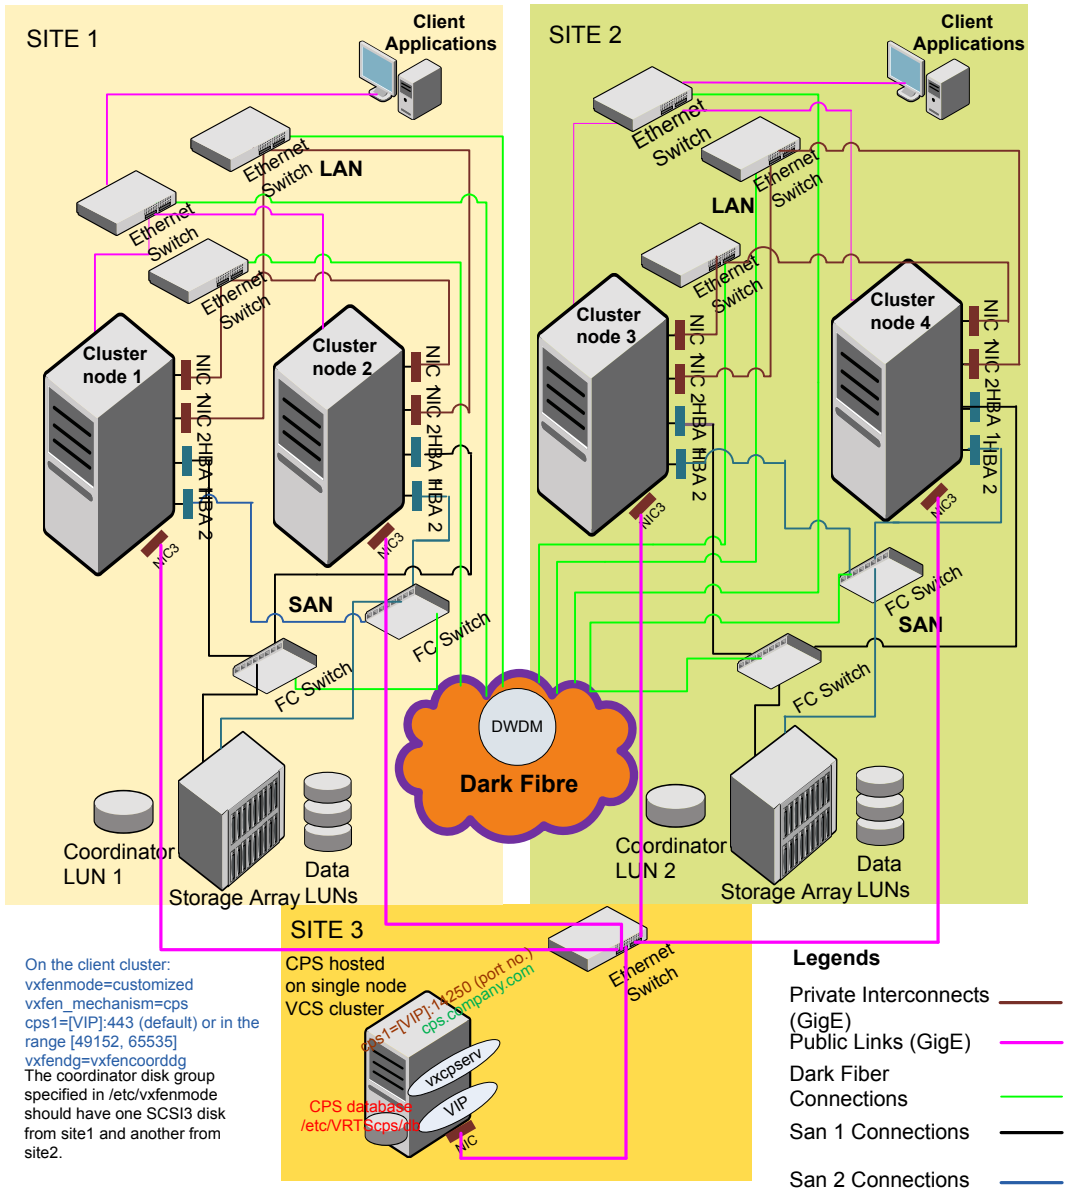 SITE 1
Client
Applications
Ethernet
Switch
LAN
Ethernet
Switch
Ethernet
Switch
Cluster
node 1
NIC 1
NIC 2
HBA 1
HBA 2
NIC3
Cluster
node 2
NIC 1
NIC 2
HBA 1
HBA 2
NIC3
SAN
FC Switch
FC Switch
Coordinator
LUN 1
Storage Array
Data
LUNs
SITE 2
Client
Applications
Ethernet
Switch
Ethernet
Switch
LAN
Ethernet
Switch
Cluster
node 3
NIC 1
NIC 2
HBA 1
HBA 2
NIC3
Cluster
node 4
NIC 1
NIC 2
HBA 1
HBA 2
NIC3
FC Switch
SAN
FC Switch
Coordinator
LUN 2
Storage Array
Data
LUNs
DWDM
Dark Fibre
SITE 3
CPS hosted
on single node
VCS cluster
Ethernet
Switch
cps1=[VIP]:14250 (port no.)
cps.company.com
vxcpserv
VIP
CPS database
/etc/VRTScps/db
NIC
On the client cluster:
vxfenmode=customized
vxfen_mechanism=cps
cps1=[VIP]:443 (default) or in the
range [49152, 65535]
vxfendg=vxfencoorddg
The coordinator disk group
specified in /etc/vxfenmode
should have one SCSI3 disk
from site1 and another from
site2.
Legends
Private Interconnects
(GigE)
Public Links (GigE)
Dark Fiber
Connections
San 1 Connections
San 2 Connections